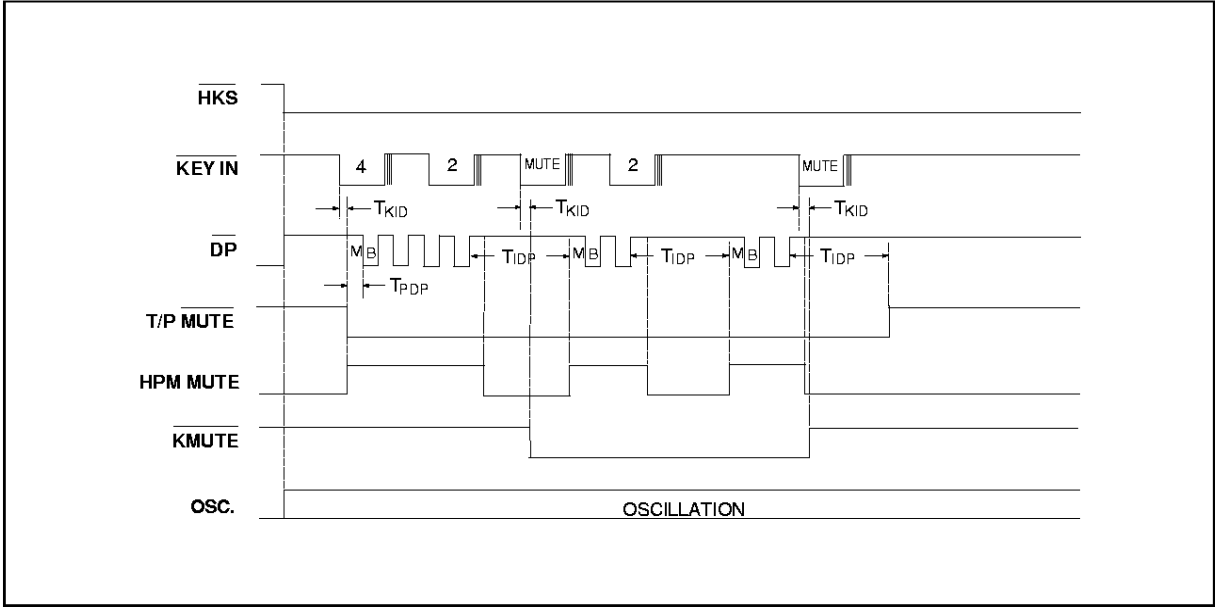 HKS
KEY IN
4
2
MUTE
2
MUTE
TKID
TKID
TKID
DP
M B
TIDP
M B
TIDP
M B
TIDP
TPDP
T/P MUTE
HPM MUTE
KMUTE
OSC.
OSCILLATION